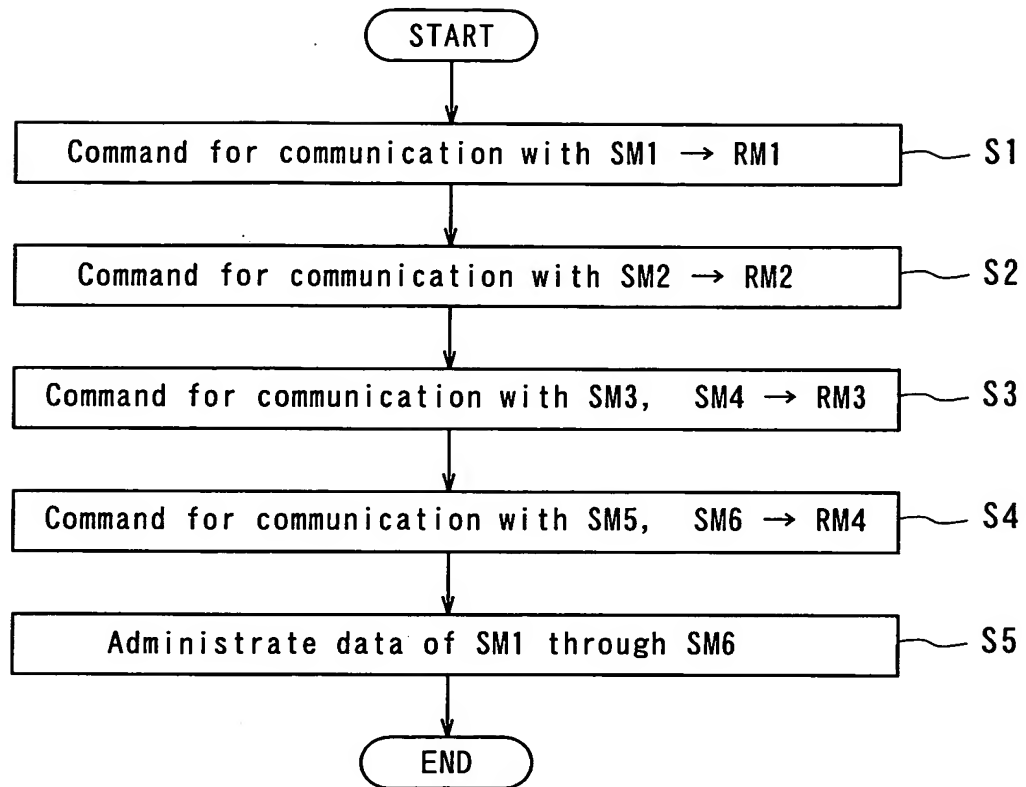 START
Command for communication with SM1 → RM1 S1
Command for communication with SM2 → RM2 S2
Command for communication with SM3, SM4 → RM3 S3
Command for communication with SM5, SM6 → RM4 S4
Administrate data of SM1 through SM6 S5
END